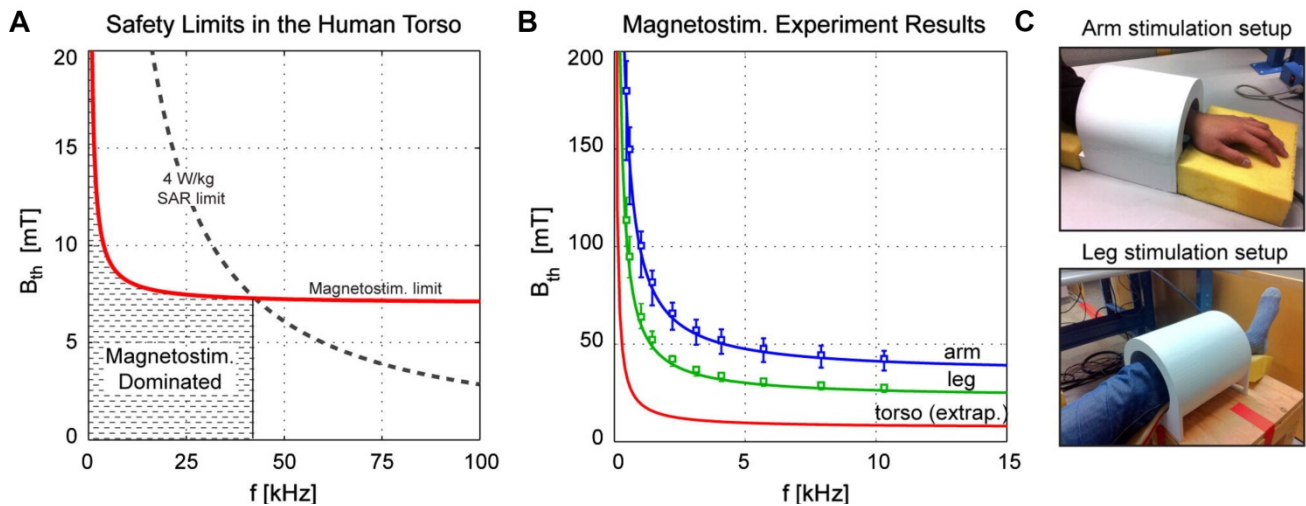 A
Safety Limits in the Human Torso
20
15
10
5
0
B_th [mT]
4 W/kg
SAR limit
Magnetostim. limit
Magnetostim.
Dominated
0 25 50 75 100
f [kHz]
B
Magnetostim. Experiment Results
200
150
100
50
0
B_th [mT]
arm
leg
torso (extrap.)
0 5 10 15
f [kHz]
C
Arm stimulation setup
Leg stimulation setup